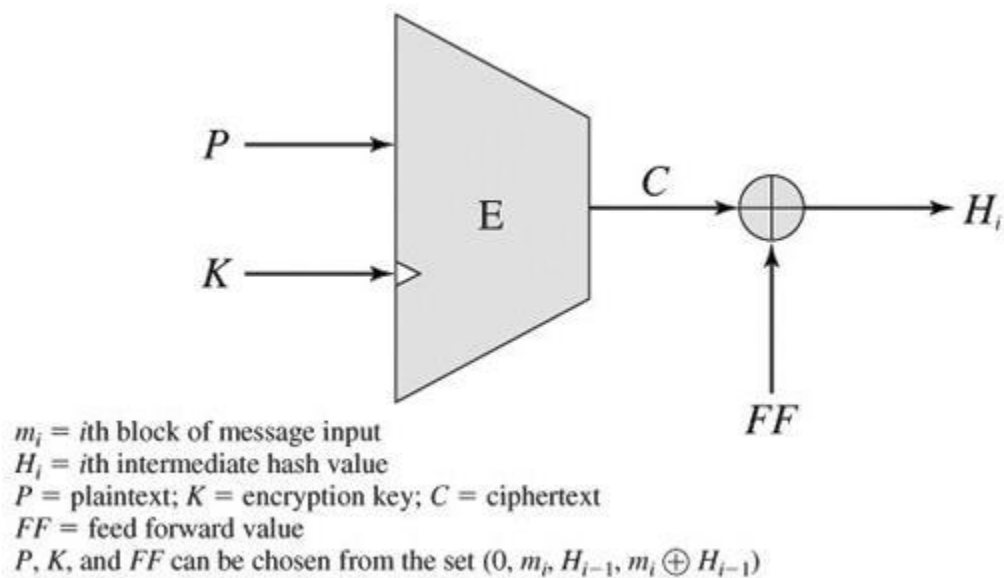 P
K
E
C
H_i
FF
m_i = ith block of message input
H_i = ith intermediate hash value
P = plaintext; K = encryption key; C = ciphertext
FF = feed forward value
P, K, and FF can be chosen from the set (0, m_i, H_{i−1}, m_i ⊕ H_{i−1})